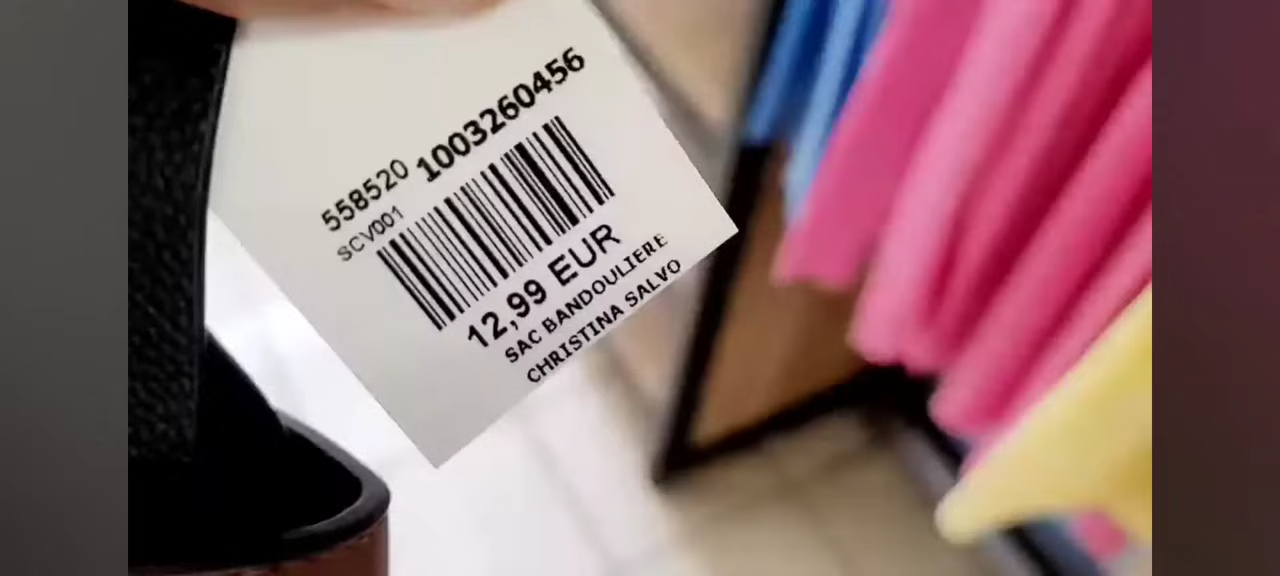 558520 1003260456
SCV001
12,99 EUR
SAC BANDOULIERE
CHRISTINA SALVO